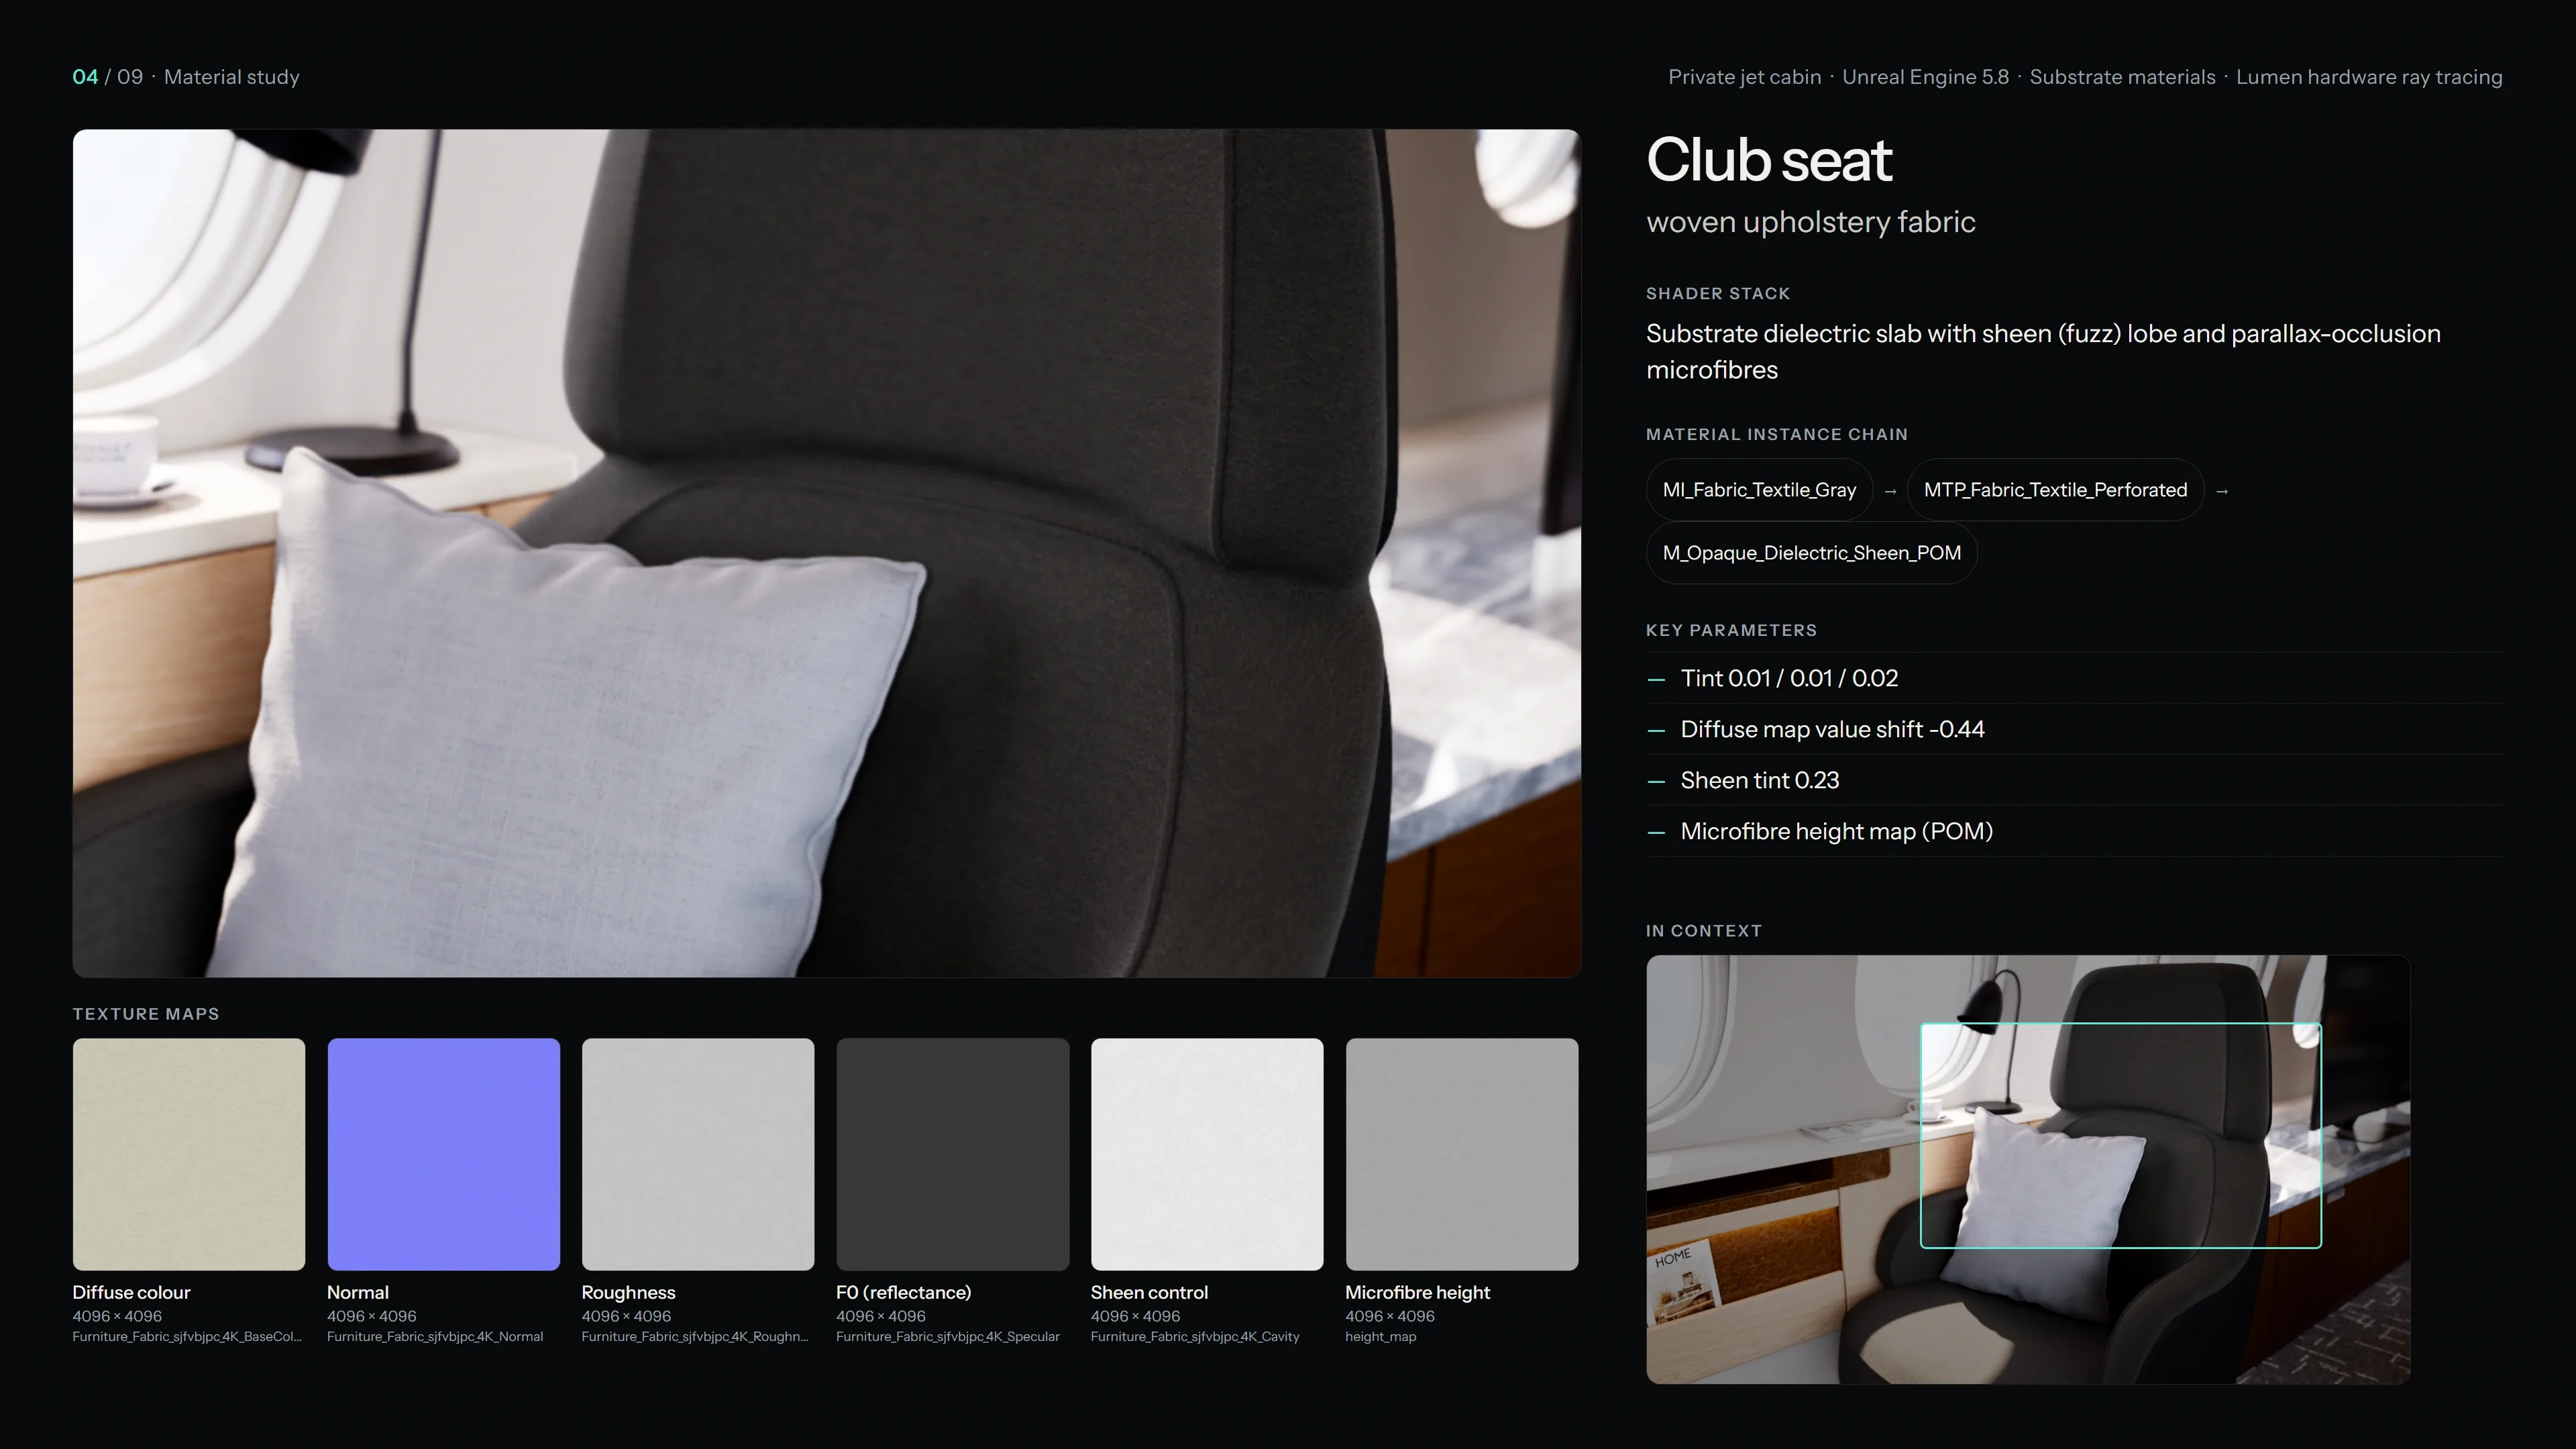 04 / 09 · Material study
Private jet cabin · Unreal Engine 5.8 · Substrate materials · Lumen hardware ray tracing
Club seat
woven upholstery fabric
SHADER STACK
Substrate dielectric slab with sheen (fuzz) lobe and parallax-occlusion
microfibres
MATERIAL INSTANCE CHAIN
MI_Fabric_Textile_Gray → MTP_Fabric_Textile_Perforated →
M_Opaque_Dielectric_Sheen_POM
KEY PARAMETERS
— Tint 0.01 / 0.01 / 0.02
— Diffuse map value shift -0.44
— Sheen tint 0.23
— Microfibre height map (POM)
IN CONTEXT
HOME
TEXTURE MAPS
Diffuse colour
4096 × 4096
Furniture_Fabric_sjfvbjpc_4K_BaseCol...
Normal
4096 × 4096
Furniture_Fabric_sjfvbjpc_4K_Normal
Roughness
4096 × 4096
Furniture_Fabric_sjfvbjpc_4K_Roughn...
F0 (reflectance)
4096 × 4096
Furniture_Fabric_sjfvbjpc_4K_Specular
Sheen control
4096 × 4096
Furniture_Fabric_sjfvbjpc_4K_Cavity
Microfibre height
4096 × 4096
height_map